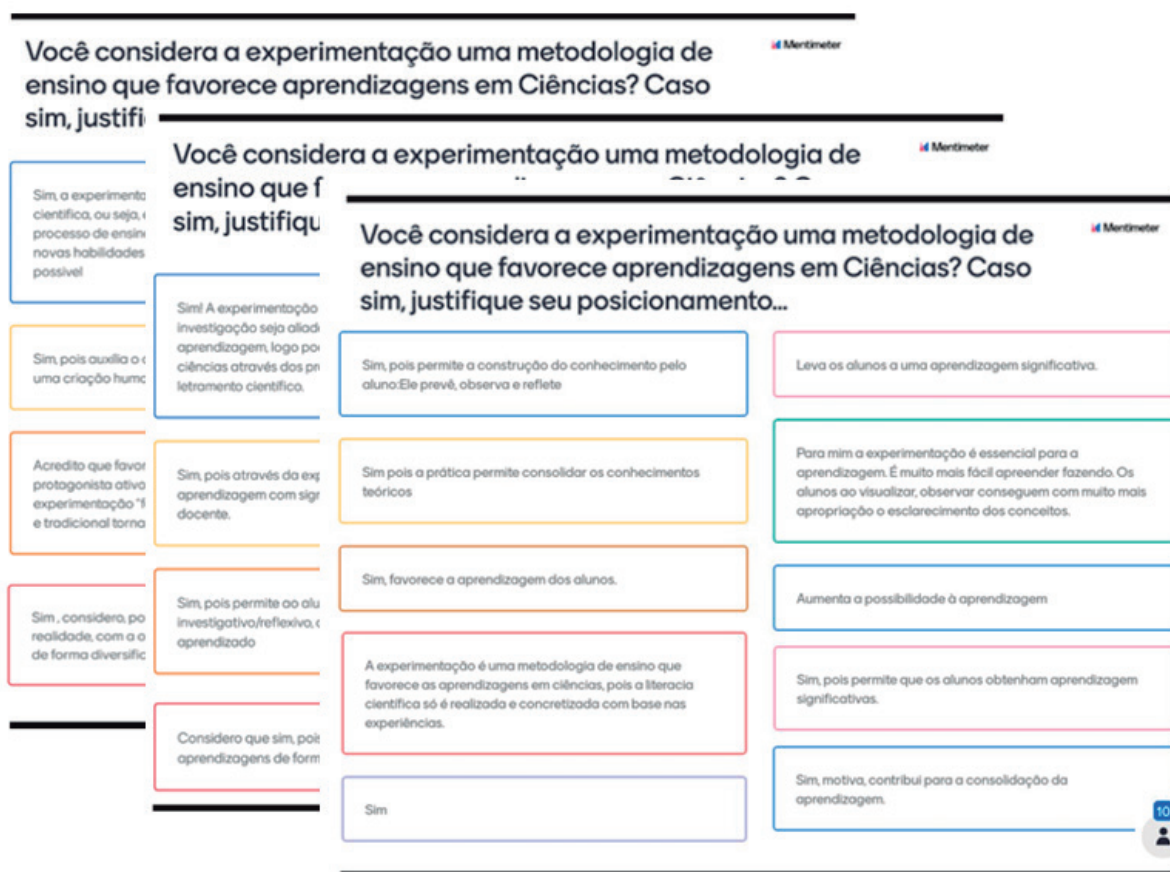 Você considera a experimentação uma metodologia de
ensino que favorece aprendizagens em Ciências? Caso
sim, justifi
Mentimeter
Sim, a experimenta
científica, ou seja, e
processo de ensin
novas habilidades
possivel
Sim, pois auxilia o
uma criação huma
Acredito que favor
protagonista ativo
experimentação "f
e tradicional torna
Sim , considero, po
realidade, com a o
de forma diversific
Você considera a experimentação uma metodologia de
ensino que f
sim, justifiqu
Mentimeter
Sim! A experimentação
investigação seja aliad
aprendizagem, logo po
ciências através dos pr
letramento científico.
Sim, pois através da exp
aprendizagem com sign
docente.
Sim, pois permite ao alu
investigativo/reflexivo,
aprendizado
Considero que sim, pois
aprendizagens de form
Você considera a experimentação uma metodologia de
ensino que favorece aprendizagens em Ciências? Caso
sim, justifique seu posicionamento...
Mentimeter
Sim, pois permite a construção do conhecimento pelo
aluno:Ele prevê, observa e reflete
Sim pois a prática permite consolidar os conhecimentos
teóricos
Sim, favorece a aprendizagem dos alunos.
A experimentação é uma metodologia de ensino que
favorece as aprendizagens em ciências, pois a literacia
científica só é realizada e concretizada com base nas
experiências.
Sim
Leva os alunos a uma aprendizagem significativa.
Para mim a experimentação é essencial para a
aprendizagem. É muito mais fácil apreender fazendo. Os
alunos ao visualizar, observar conseguem com muito mais
apropriação o esclarecimento dos conceitos.
Aumenta a possibilidade à aprendizagem
Sim, pois permite que os alunos obtenham aprendizagem
significativas.
Sim, motiva, contribui para a consolidação da
aprendizagem.
10